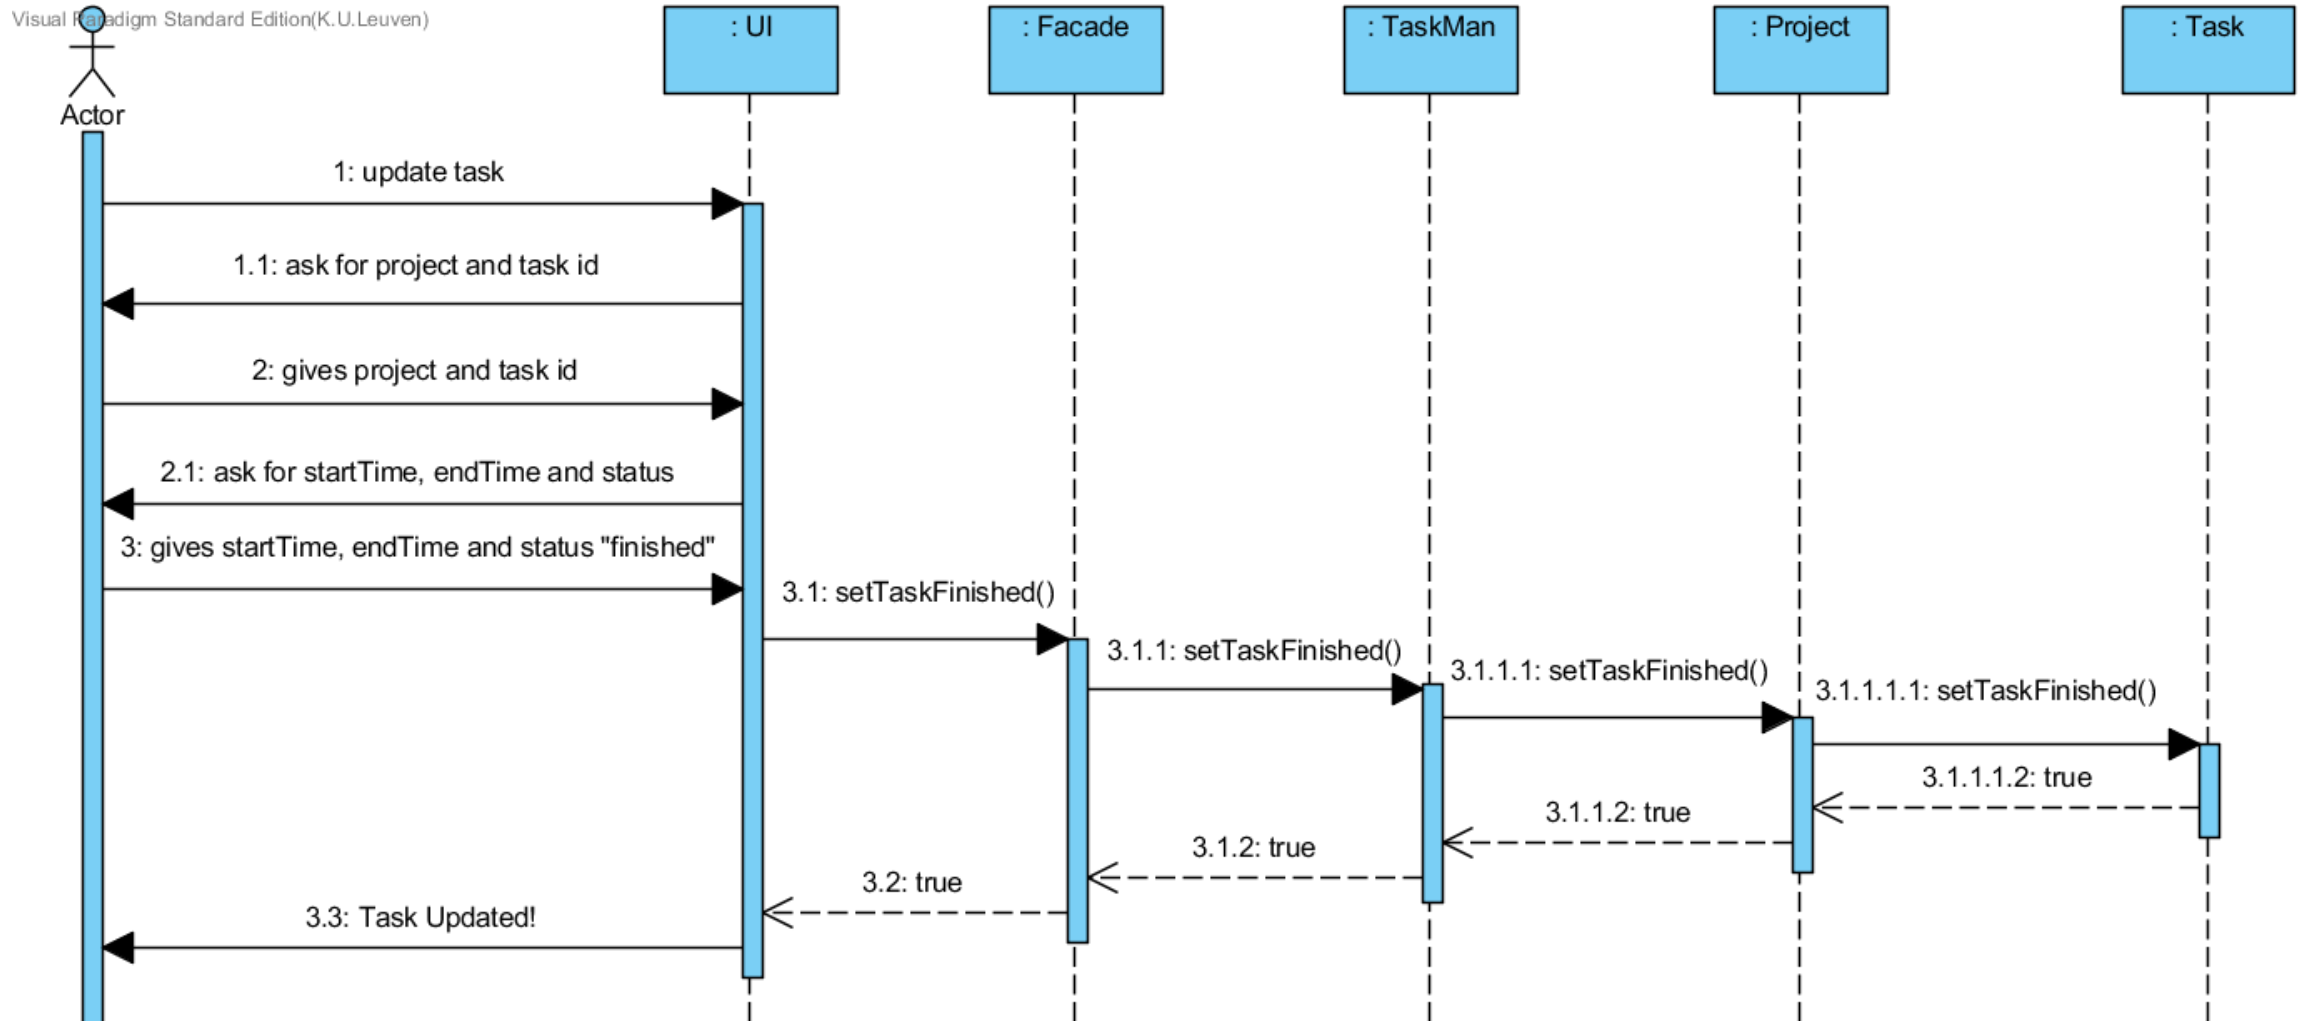 Visual Paradigm Standard Edition(K.U.Leuven)
Actor
: UI
: Facade
: TaskMan
: Project
: Task
1: update task
1.1: ask for project and task id
2: gives project and task id
2.1: ask for startTime, endTime and status
3: gives startTime, endTime and status "finished"
3.1: setTaskFinished()
3.1.1: setTaskFinished()
3.1.1.1: setTaskFinished()
3.1.1.1.1: setTaskFinished()
3.1.1.1.2: true
3.1.1.2: true
3.1.2: true
3.2: true
3.3: Task Updated!